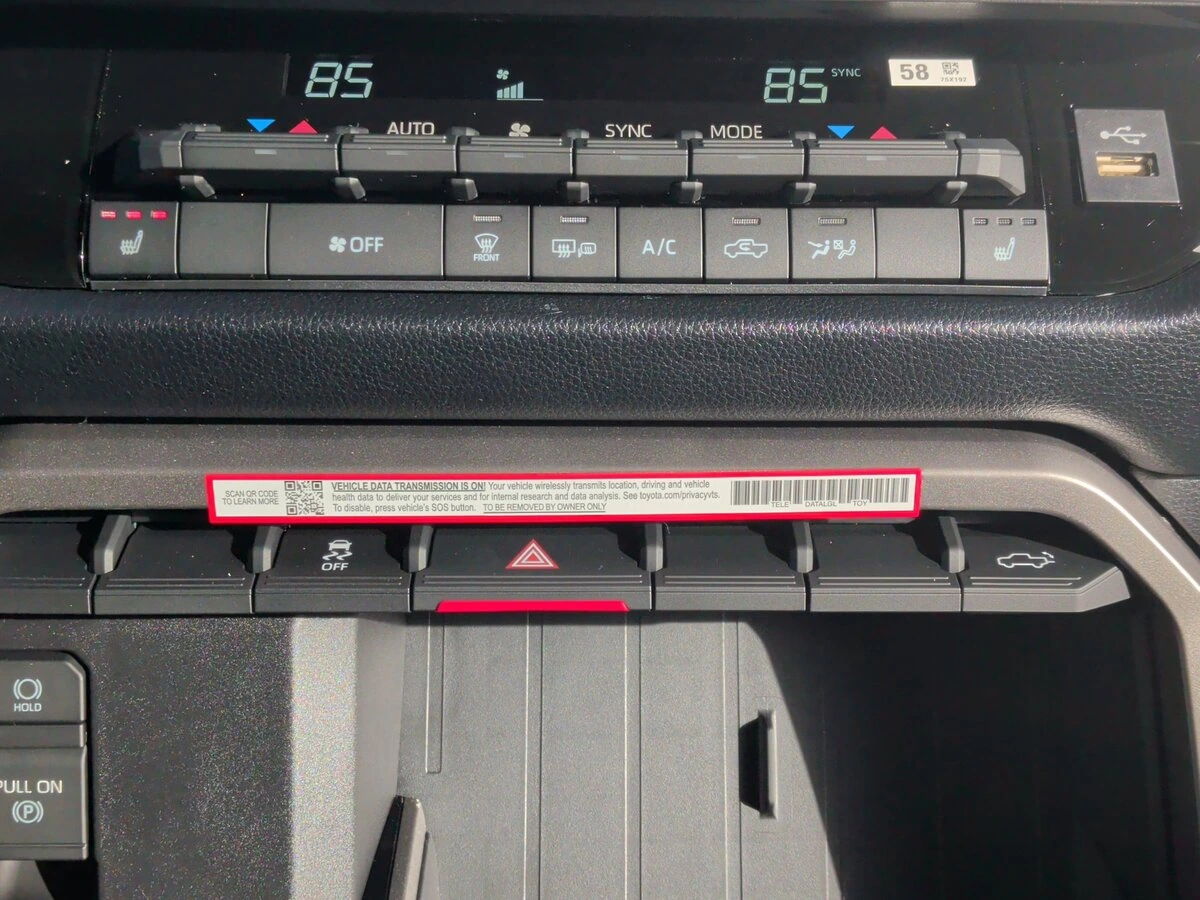 85
85 SYNC
58
75X197
AUTO
SYNC
MODE
OFF
FRONT
A/C
SCAN QR CODE
TO LEARN MORE
VEHICLE DATA TRANSMISSION IS ON! Your vehicle wirelessly transmits location, driving and vehicle
health data to deliver your services and for internal research and data analysis. See toyota.com/privacyvts.
To disable, press vehicle's SOS button. TO BE REMOVED BY OWNER ONLY
TELE DATALGL TOY
OFF
HOLD
PULL ON
P